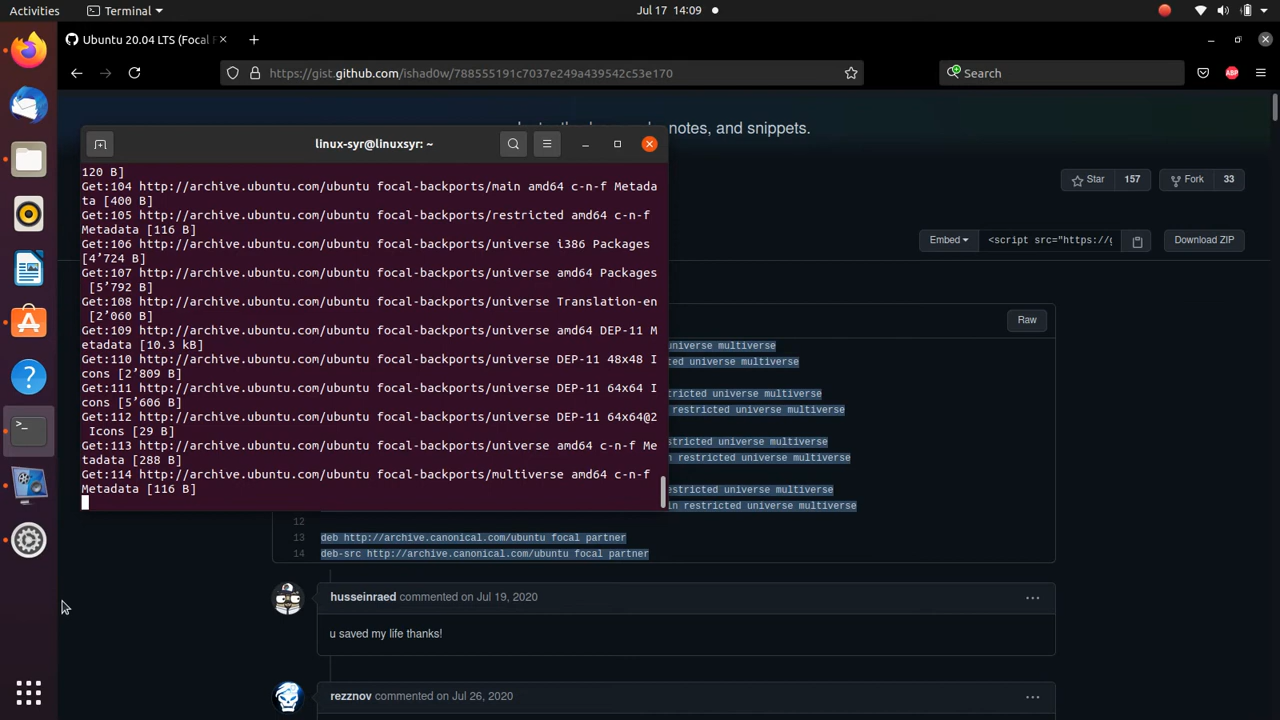 Activities
Terminal
Jul 17 14:09
Ubuntu 20.04 LTS (Focal
https://gist.github.com/ishad0w/788555191c7037e249a439542c53e170
Search
ABP
notes, and snippets.
linux-syr@linuxsyr: ~
Star 157
Fork 33
Embed
<script src="https://g
Download ZIP
Raw
120 B]
Get:104 http://archive.ubuntu.com/ubuntu focal-backports/main amd64 c-n-f Metada
ta [400 B]
Get:105 http://archive.ubuntu.com/ubuntu focal-backports/restricted amd64 c-n-f
Metadata [116 B]
Get:106 http://archive.ubuntu.com/ubuntu focal-backports/universe i386 Packages
[4’724 B]
Get:107 http://archive.ubuntu.com/ubuntu focal-backports/universe amd64 Packages
[5’792 B]
Get:108 http://archive.ubuntu.com/ubuntu focal-backports/universe Translation-en
[2’060 B]
Get:109 http://archive.ubuntu.com/ubuntu focal-backports/universe amd64 DEP-11 M
etadata [10.3 kB]
Get:110 http://archive.ubuntu.com/ubuntu focal-backports/universe DEP-11 48x48 I
cons [2’809 B]
Get:111 http://archive.ubuntu.com/ubuntu focal-backports/universe DEP-11 64x64 I
cons [5’606 B]
Get:112 http://archive.ubuntu.com/ubuntu focal-backports/universe DEP-11 64x64@2
Icons [29 B]
Get:113 http://archive.ubuntu.com/ubuntu focal-backports/universe amd64 c-n-f Me
tadata [288 B]
Get:114 http://archive.ubuntu.com/ubuntu focal-backports/multiverse amd64 c-n-f
Metadata [116 B]
universe multiverse
ted universe multiverse
stricted universe multiverse
restricted universe multiverse
estricted universe multiverse
n restricted universe multiverse
estricted universe multiverse
in restricted universe multiverse
12
13 deb http://archive.canonical.com/ubuntu focal partner
14 deb-src http://archive.canonical.com/ubuntu focal partner
husseinraed commented on Jul 19, 2020
u saved my life thanks!
rezznov commented on Jul 26, 2020